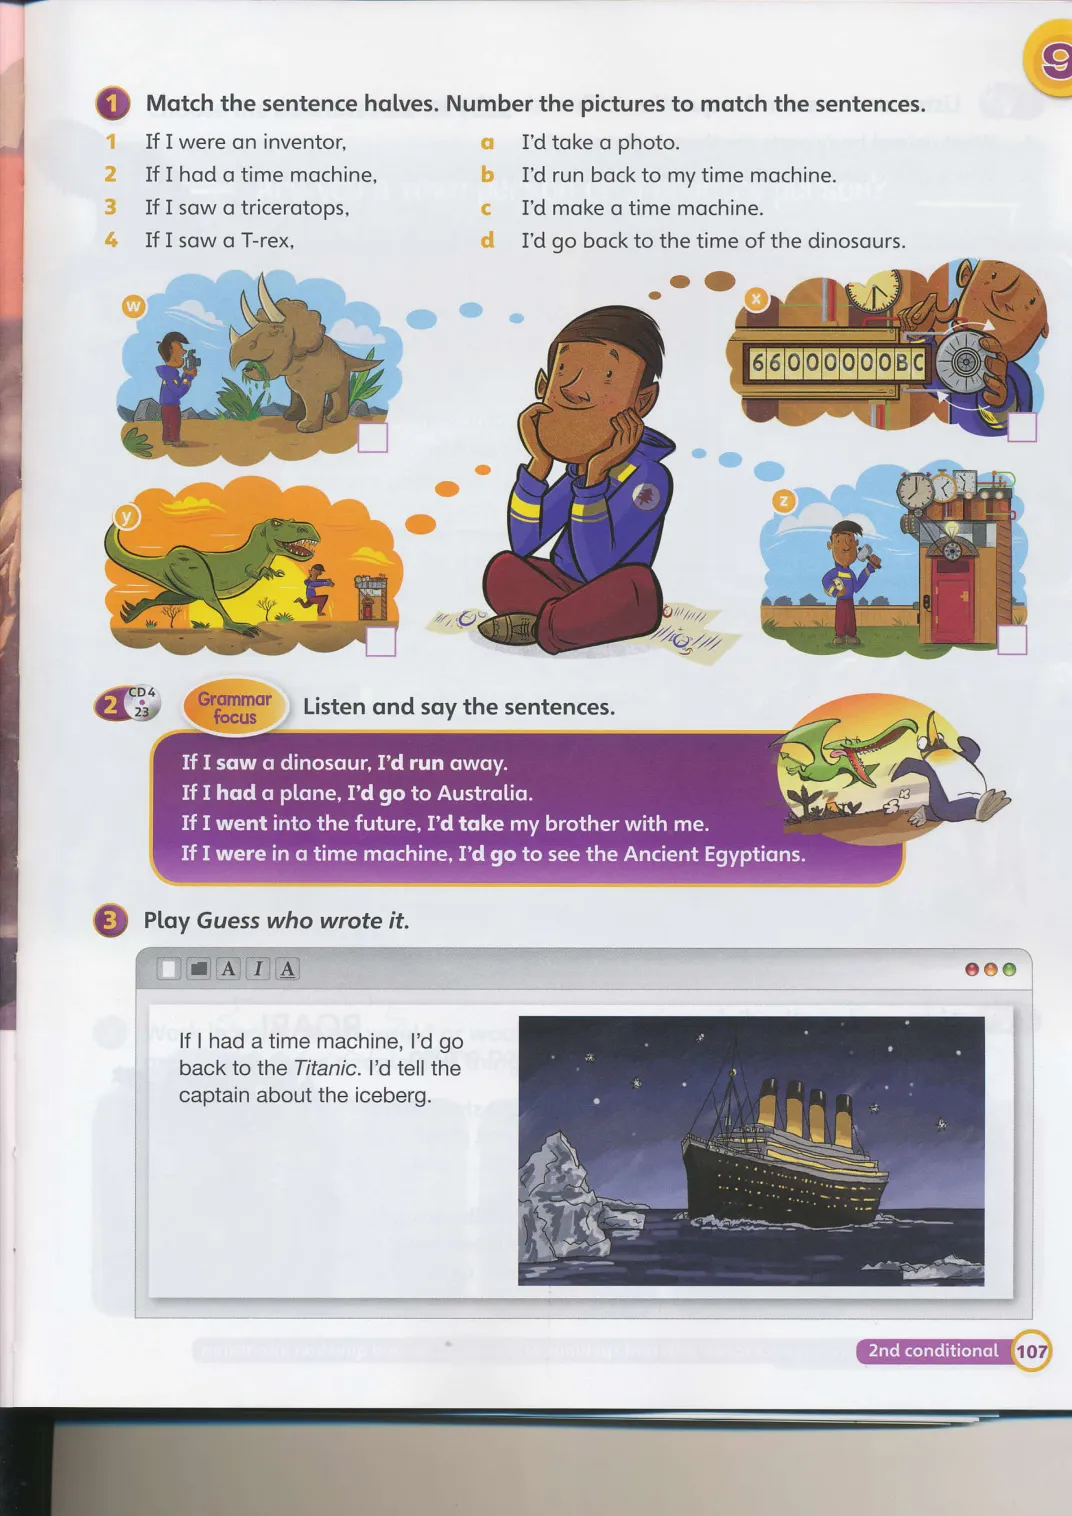 9
1 Match the sentence halves. Number the pictures to match the sentences.
1 If I were an inventor,
2 If I had a time machine,
3 If I saw a triceratops,
4 If I saw a T-rex,
a I'd take a photo.
b I'd run back to my time machine.
c I'd make a time machine.
d I'd go back to the time of the dinosaurs.
w
x
66000000BC
y
z
2 CD4
23
Grammar
focus
Listen and say the sentences.
If I saw a dinosaur, I'd run away.
If I had a plane, I'd go to Australia.
If I went into the future, I'd take my brother with me.
If I were in a time machine, I'd go to see the Ancient Egyptians.
3 Play Guess who wrote it.
A I A
If I had a time machine, I'd go
back to the Titanic. I'd tell the
captain about the iceberg.
2nd conditional 107